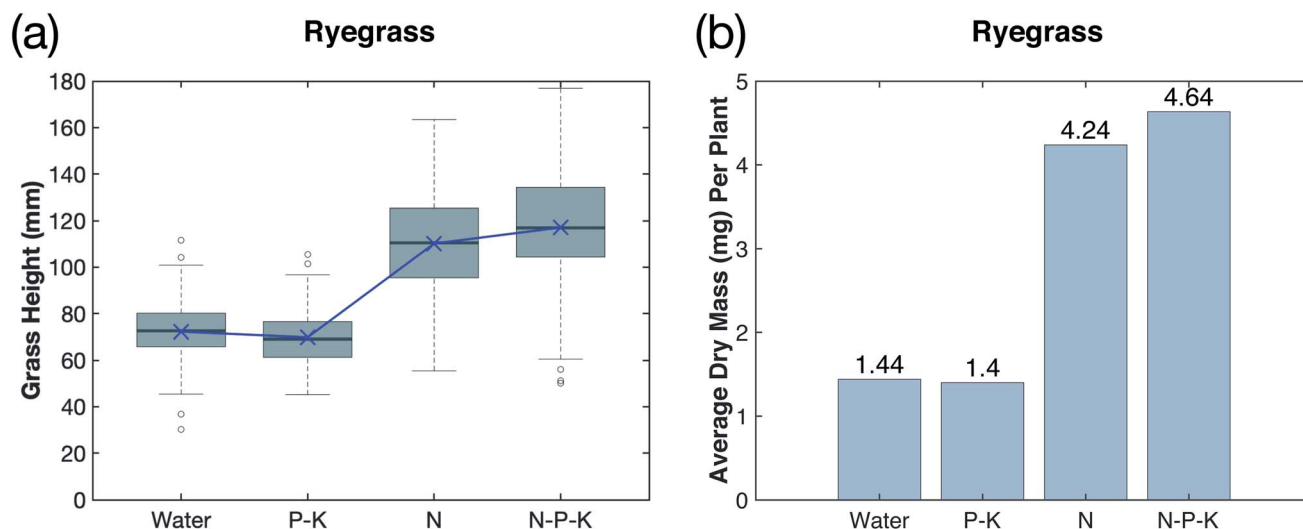 (a)
Ryegrass
Grass Height (mm)
180
160
140
120
100
80
60
40
20
0
Water P-K N N-P-K
(b)
Ryegrass
Average Dry Mass (mg) Per Plant
5
4
3
2
1
0
1.44
1.4
4.24
4.64
Water P-K N N-P-K